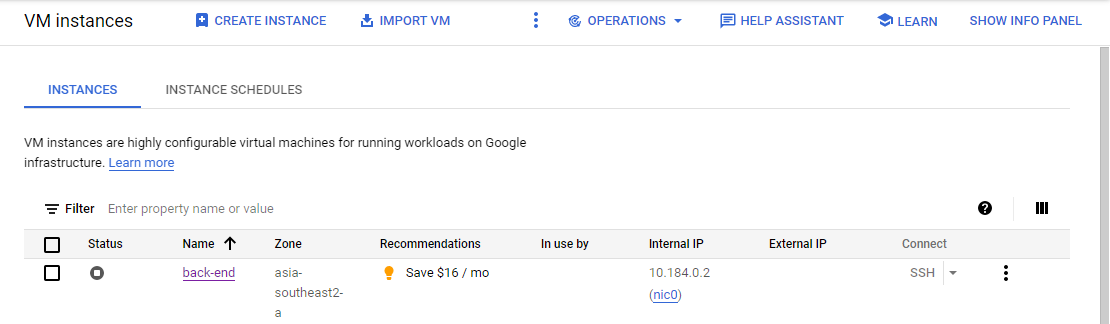 VM instances CREATE INSTANCE IMPORT VM OPERATIONS HELP ASSISTANT LEARN SHOW INFO PANEL
INSTANCES INSTANCE SCHEDULES
VM instances are highly configurable virtual machines for running workloads on Google
infrastructure. Learn more
Filter Enter property name or value
Status Name Zone Recommendations In use by Internal IP External IP Connect
back-end asia- Save $16 / mo 10.184.0.2 SSH
southeast2- (nic0)
a